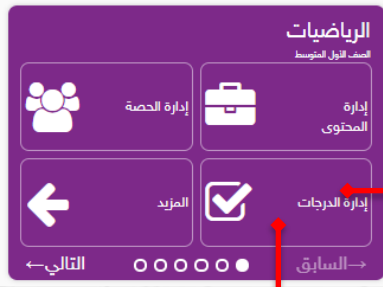 الرياضيات
الصف الأول المتوسط
إدارة
المحتوى
إدارة الحصة
إدارة الدرجات
المزيد
→السابق
التالي←